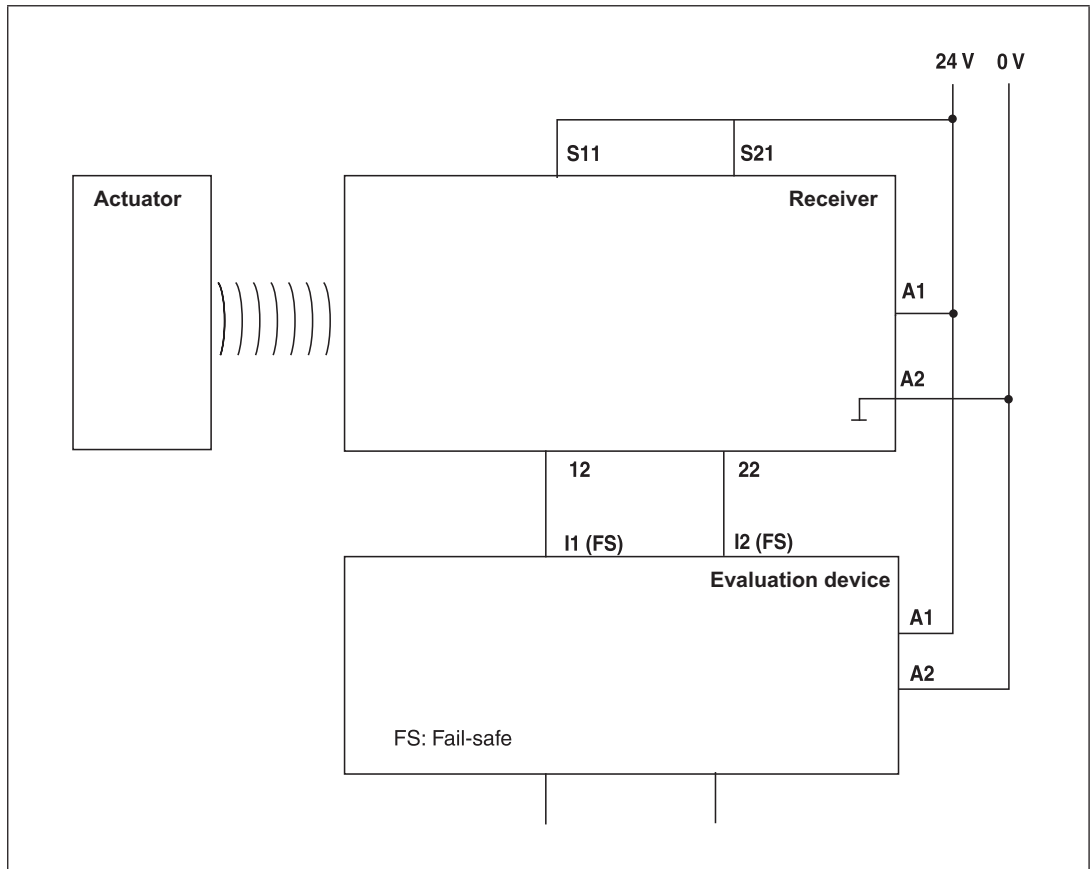 24 V 0 V
S11 S21
Actuator
Receiver
A1
A2
12 22
I1 (FS) I2 (FS)
Evaluation device
A1
A2
FS: Fail-safe